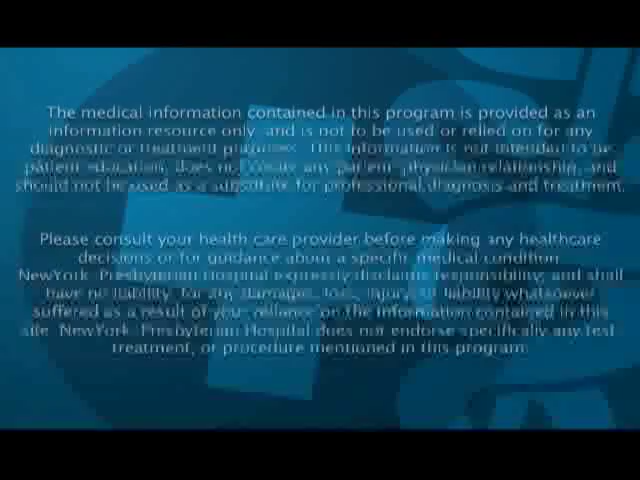 The medical information contained in this program is provided as an
information resource only, and is not to be used or relied on for any
diagnostic or treatment purposes. This information is not intended to be
patient education, does not create any patient-physician relationship, and
should not be used as a substitute for professional diagnosis and treatment.
Please consult your health care provider before making any healthcare
decisions or for guidance about a specific medical condition.
NewYork-Presbyterian Hospital expressly disclaims responsibility, and shall
have no liability, for any damages, loss, injury, or liability whatsoever
suffered as a result of your reliance on the information contained in this
site. NewYork-Presbyterian Hospital does not endorse specifically any test,
treatment, or procedure mentioned in this program.